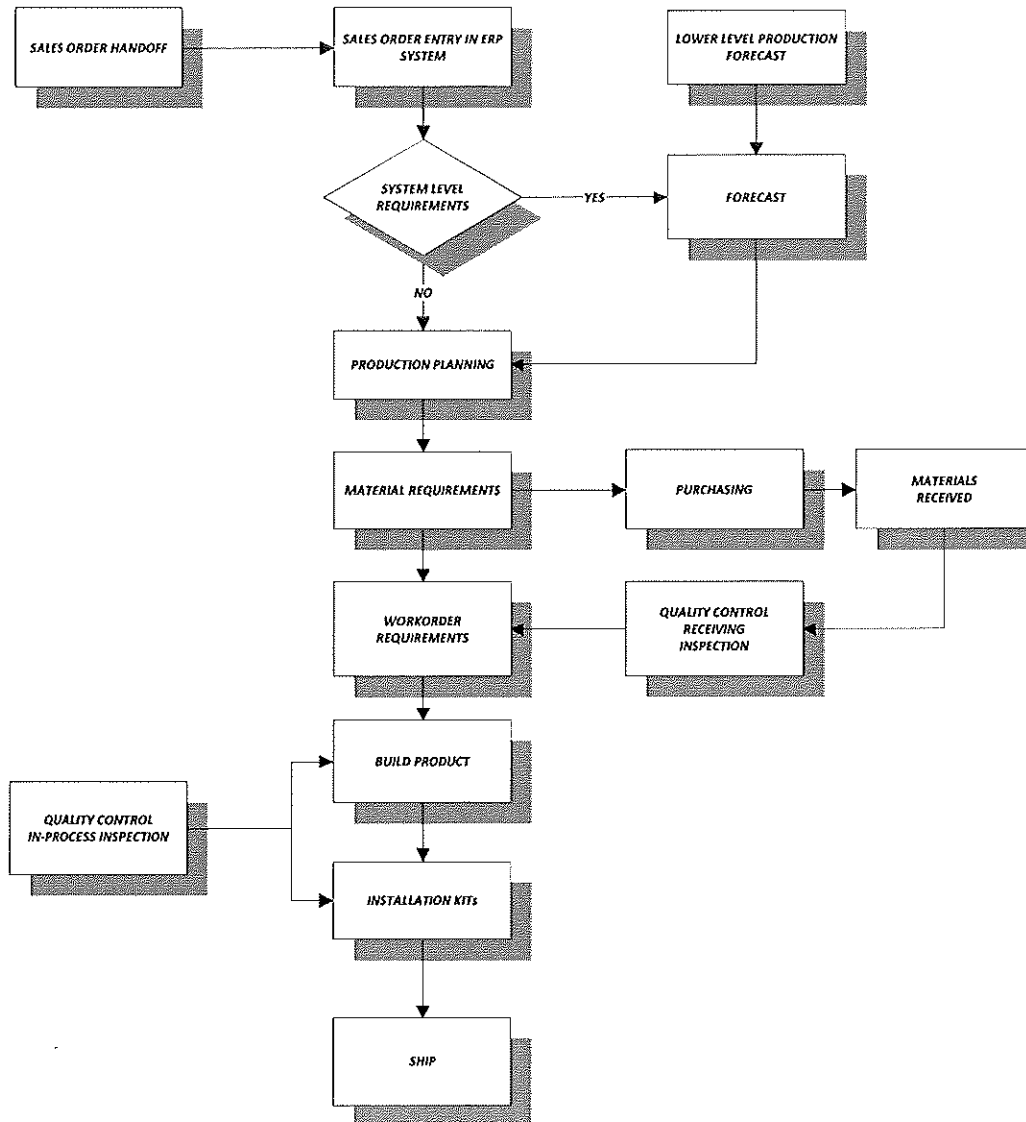 SALES ORDER HANDOFF
SALES ORDER ENTRY IN ERP
SYSTEM
LOWER LEVEL PRODUCTION
FORECAST
SYSTEM LEVEL
REQUIREMENTS
YES
FORECAST
NO
PRODUCTION PLANNING
MATERIAL REQUIREMENTS
PURCHASING
MATERIALS
RECEIVED
WORKORDER
REQUIREMENTS
QUALITY CONTROL
RECEIVING
INSPECTION
BUILD PRODUCT
QUALITY CONTROL
IN-PROCESS INSPECTION
INSTALLATION KITs
SHIP